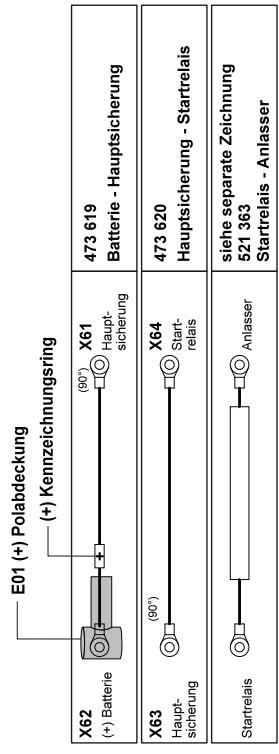 E01 (+) Polabdeckung
(+) Kennzeichnungsring
X62
(+) Batterie
+
(90°)
X61
Haupt-
sicherung
473 619
Batterie - Hauptsicherung
X63
Haupt-
sicherung
(90°)
X64
Start-
relais
473 620
Hauptsicherung - Startrelais
Startrelais
Anlasser
siehe separate Zeichnung
521 363
Startrelais - Anlasser